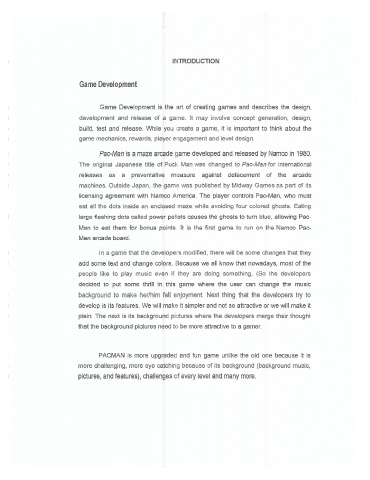 INTRODUCTION
Game Development
Game Development is the art of creating games and describes the design,
development and release of a game. It may involve concept generation, design,
build, test and release. While you create a game, it is important to think about the
game mechanics, rewards, player engagement and level design.
Pac-Man is a maze arcade game developed and released by Namco in 1980.
The original Japanese title of Puck Man was changed to Pac-Man for international
releases as a preventative measure against defacement of the arcade
machines. Outside Japan, the game was published by Midway Games as part of its
licensing agreement with Namco America. The player controls Pac-Man, who must
eat all the dots inside an enclosed maze while avoiding four colored ghosts. Eating
large flashing dots called power pellets causes the ghosts to turn blue, allowing Pac-
Man to eat them for bonus points. It is the first game to run on the Namco Pac-
Man arcade board.
In a game that the developers modified, there will be some changes that they
add some text and change colors. Because we all know that nowadays, most of the
people like to play music even if they are doing something. (So the developers
decided to put some thrill in this game where the user can change the music
background to make her/him fall enjoyment. Next thing that the developers try to
develop is its features. We will make it simpler and not so attractive or we will make it
plain. The next is its background pictures where the developers merge their thought
that the background pictures need to be more attractive to a gamer.
PACMAN is more upgraded and fun game unlike the old one because it is
more challenging, more eye catching because of its background (background music,
pictures, and features), challenges of every level and many more.